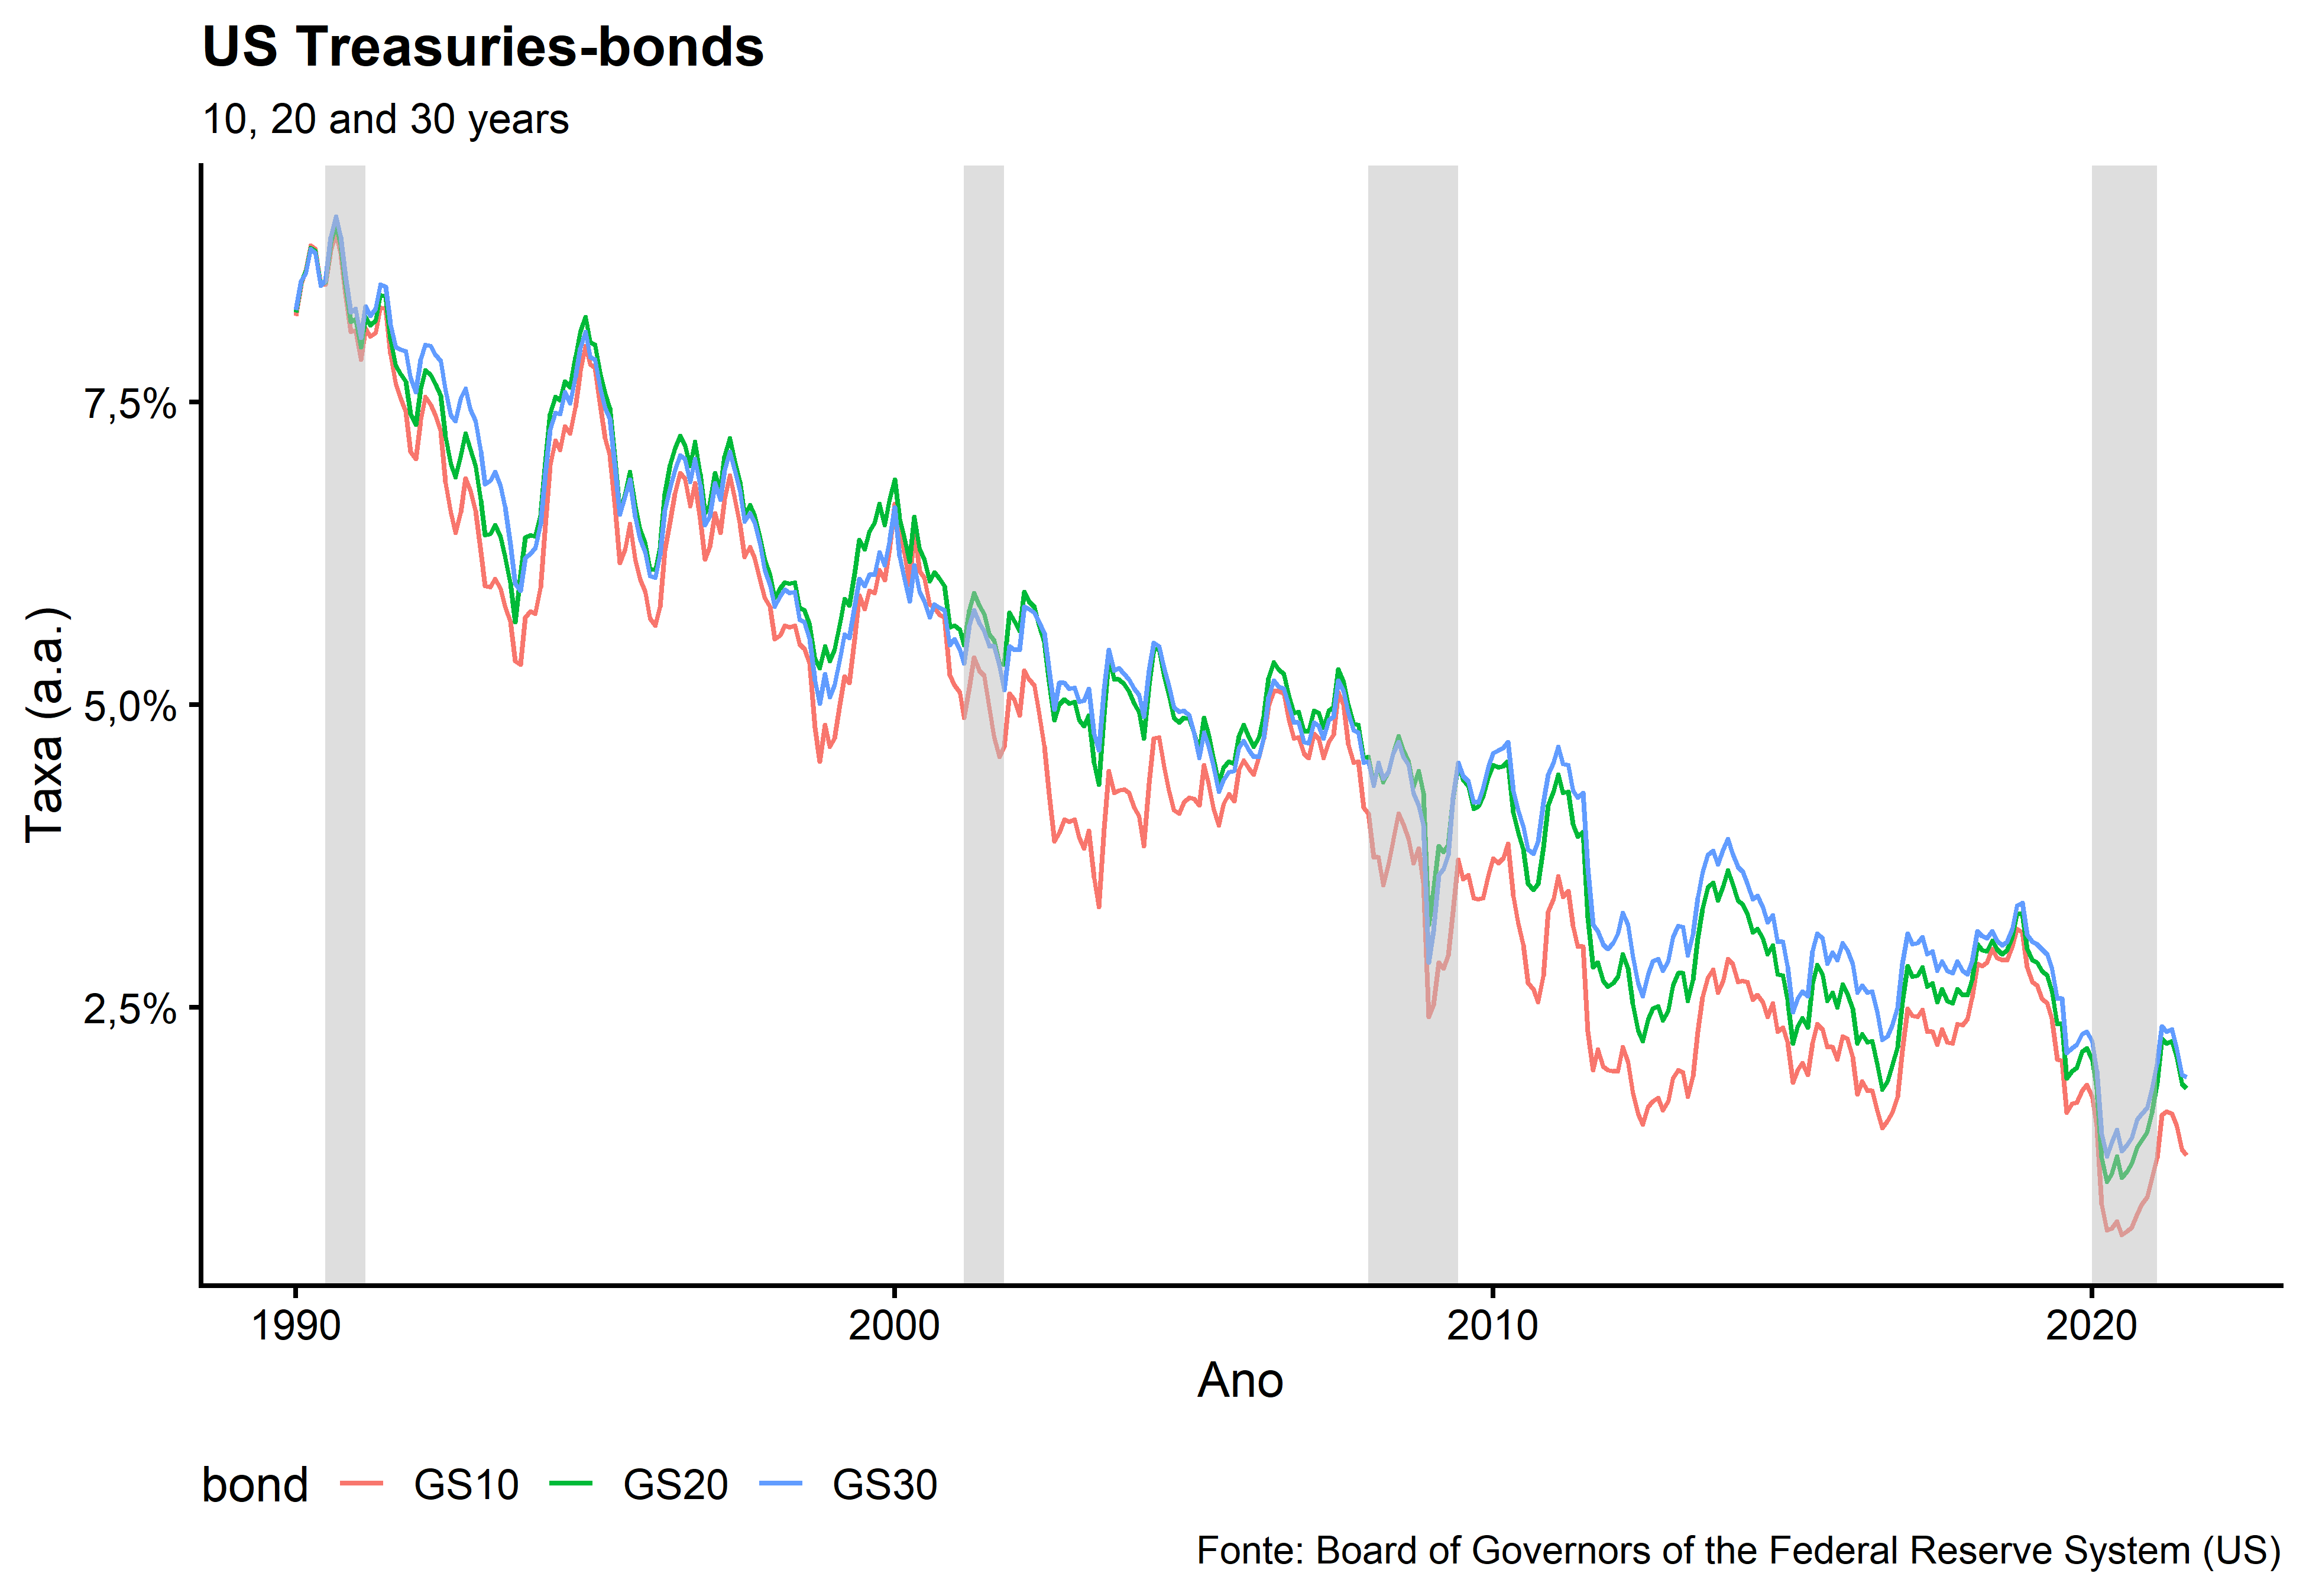 US Treasuries-bonds
10, 20 and 30 years
Taxa (a.a.)
7,5%
5,0%
2,5%
1990 2000 2010 2020
Ano
bond GS10 GS20 GS30
Fonte: Board of Governors of the Federal Reserve System (US)